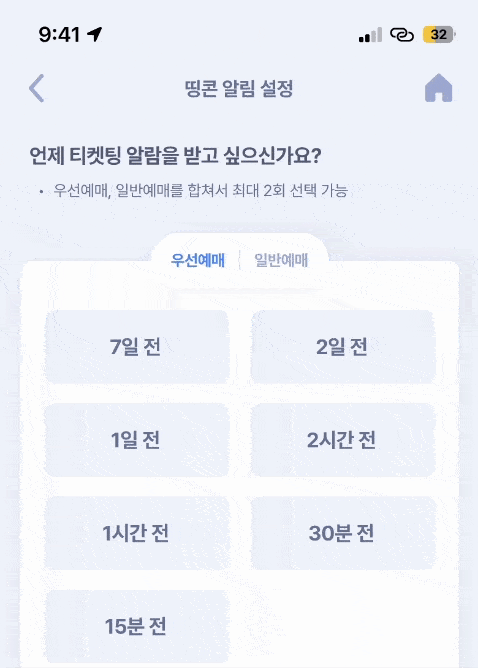 9:41
32
띵콘 알림 설정
언제 티켓팅 알람을 받고 싶으신가요?
• 우선예매, 일반예매를 합쳐서 최대 2회 선택 가능
우선예매 일반예매
7일 전 2일 전
1일 전 2시간 전
1시간 전 30분 전
15분 전